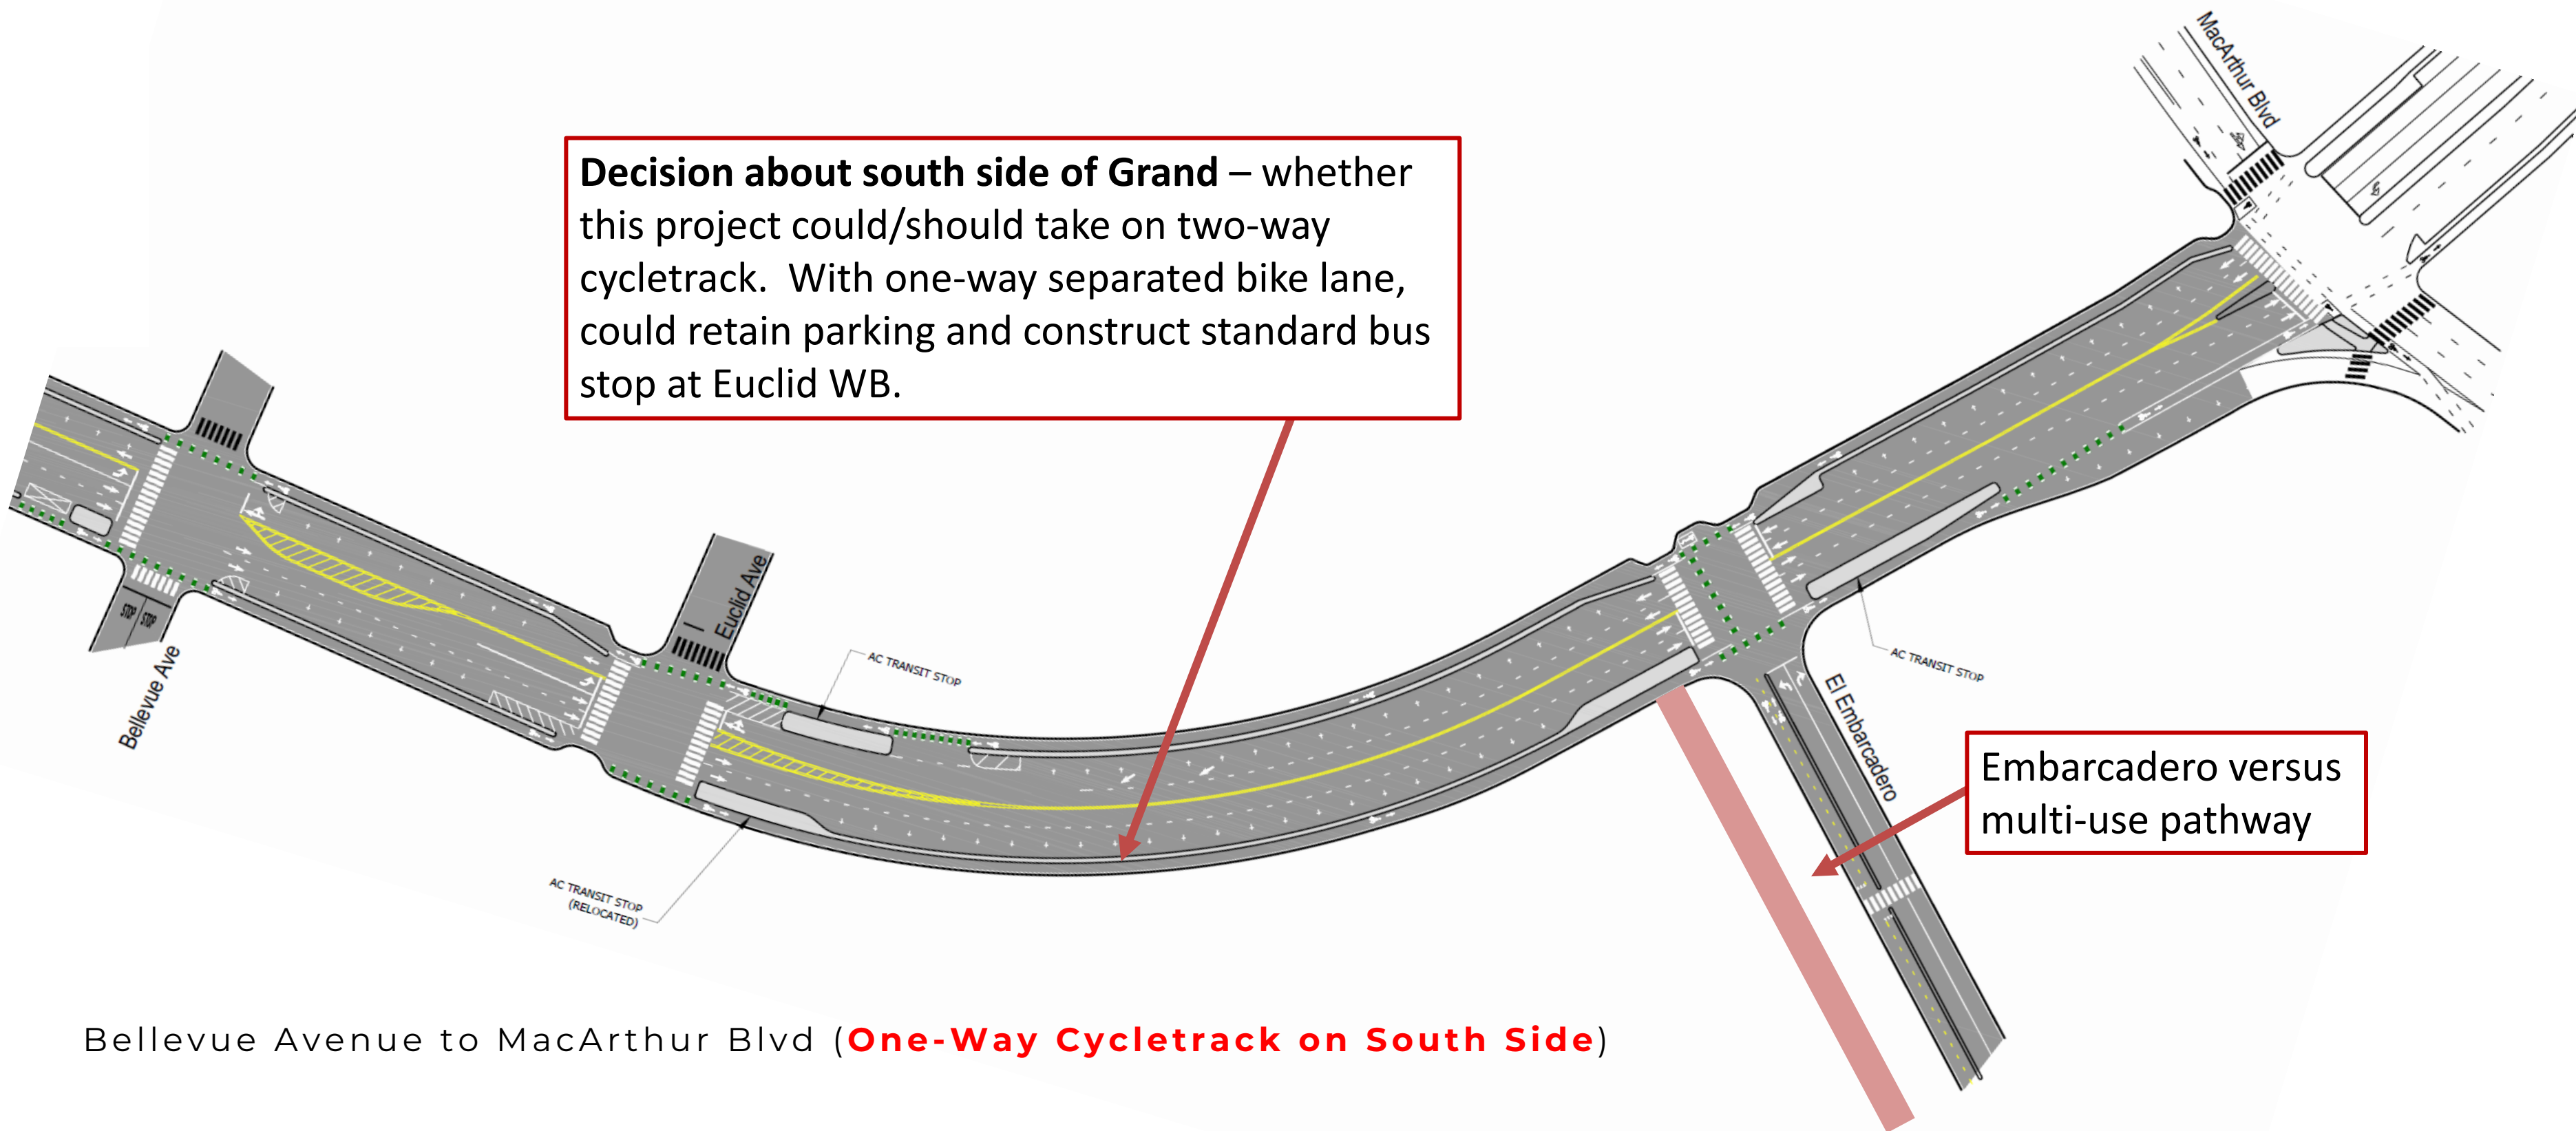 MacArthur Blvd
Decision about south side of Grand – whether
this project could/should take on two-way
cycletrack.  With one-way separated bike lane,
could retain parking and construct standard bus
stop at Euclid WB.
STOP STOP
Bellevue Ave
Euclid Ave
AC TRANSIT STOP
AC TRANSIT STOP
(RELOCATED)
AC TRANSIT STOP
El Embarcadero
Embarcadero versus
multi-use pathway
Bellevue Avenue to MacArthur Blvd (One-Way Cycletrack on South Side)